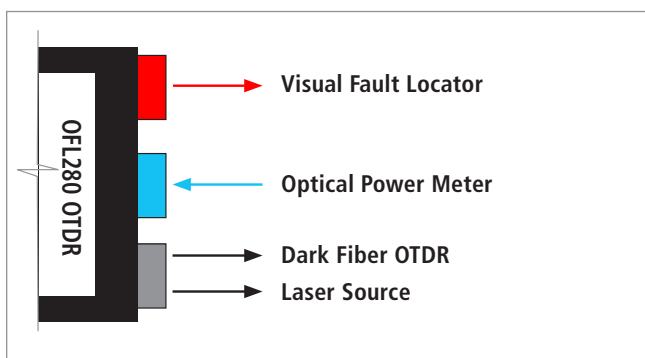 OFL280 OTDR
Visual Fault Locator
Optical Power Meter
Dark Fiber OTDR
Laser Source